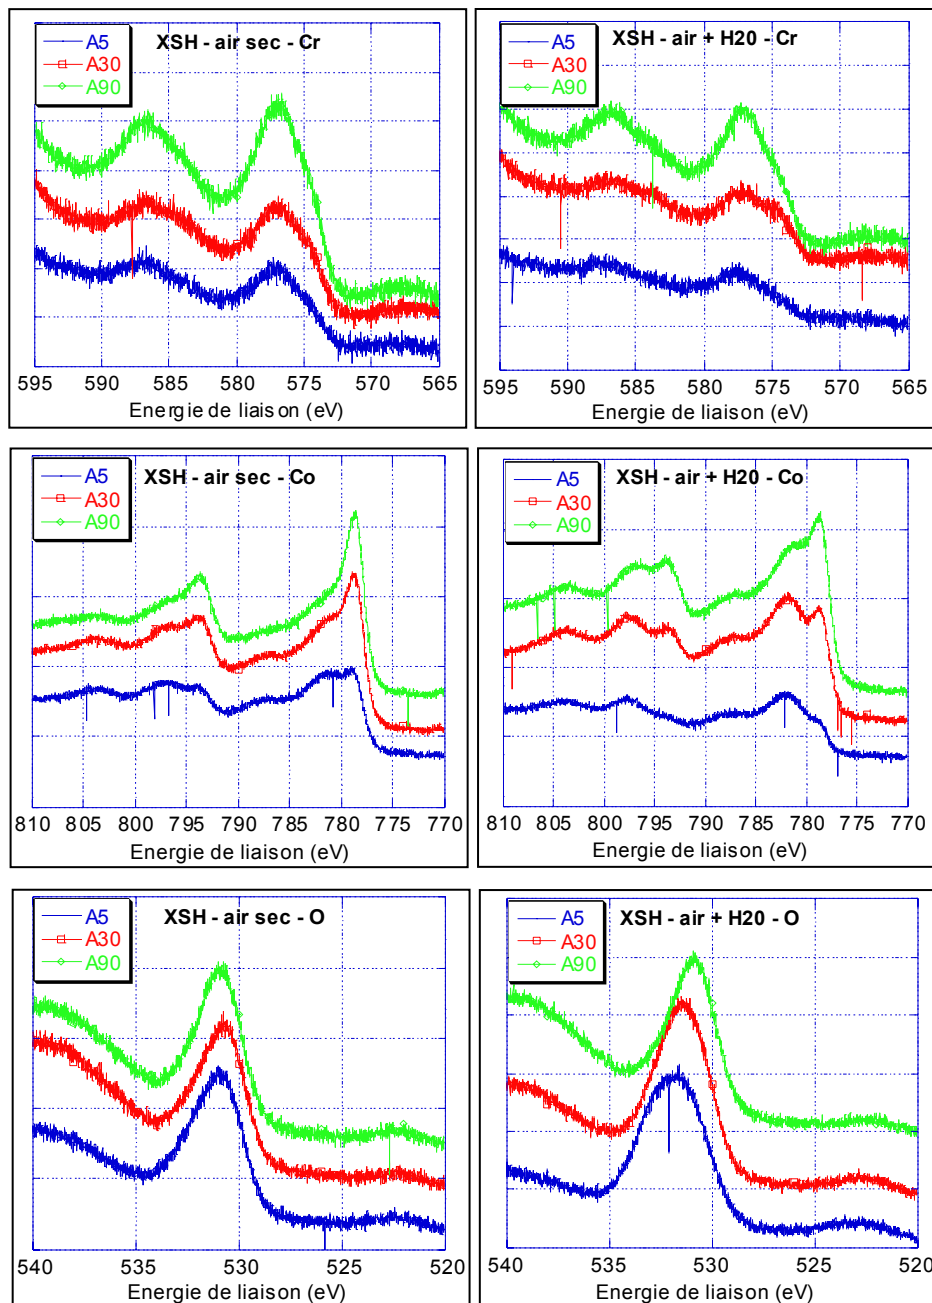 XSH - air sec - Cr
A5
A30
A90
595 590 585 580 575 570 565
Energie de liaison (eV)
XSH - air + H20 - Cr
A5
A30
A90
595 590 585 580 575 570 565
Energie de liaison (eV)
XSH - air sec - Co
A5
A30
A90
810 805 800 795 790 785 780 775 770
Energie de liaison (eV)
XSH - air + H20 - Co
A5
A30
A90
810 805 800 795 790 785 780 775 770
Energie de liaison (eV)
XSH - air sec - O
A5
A30
A90
540 535 530 525 520
Energie de liaison (eV)
XSH - air + H20 - O
A5
A30
A90
540 535 530 525 520
Energie de liaison (eV)